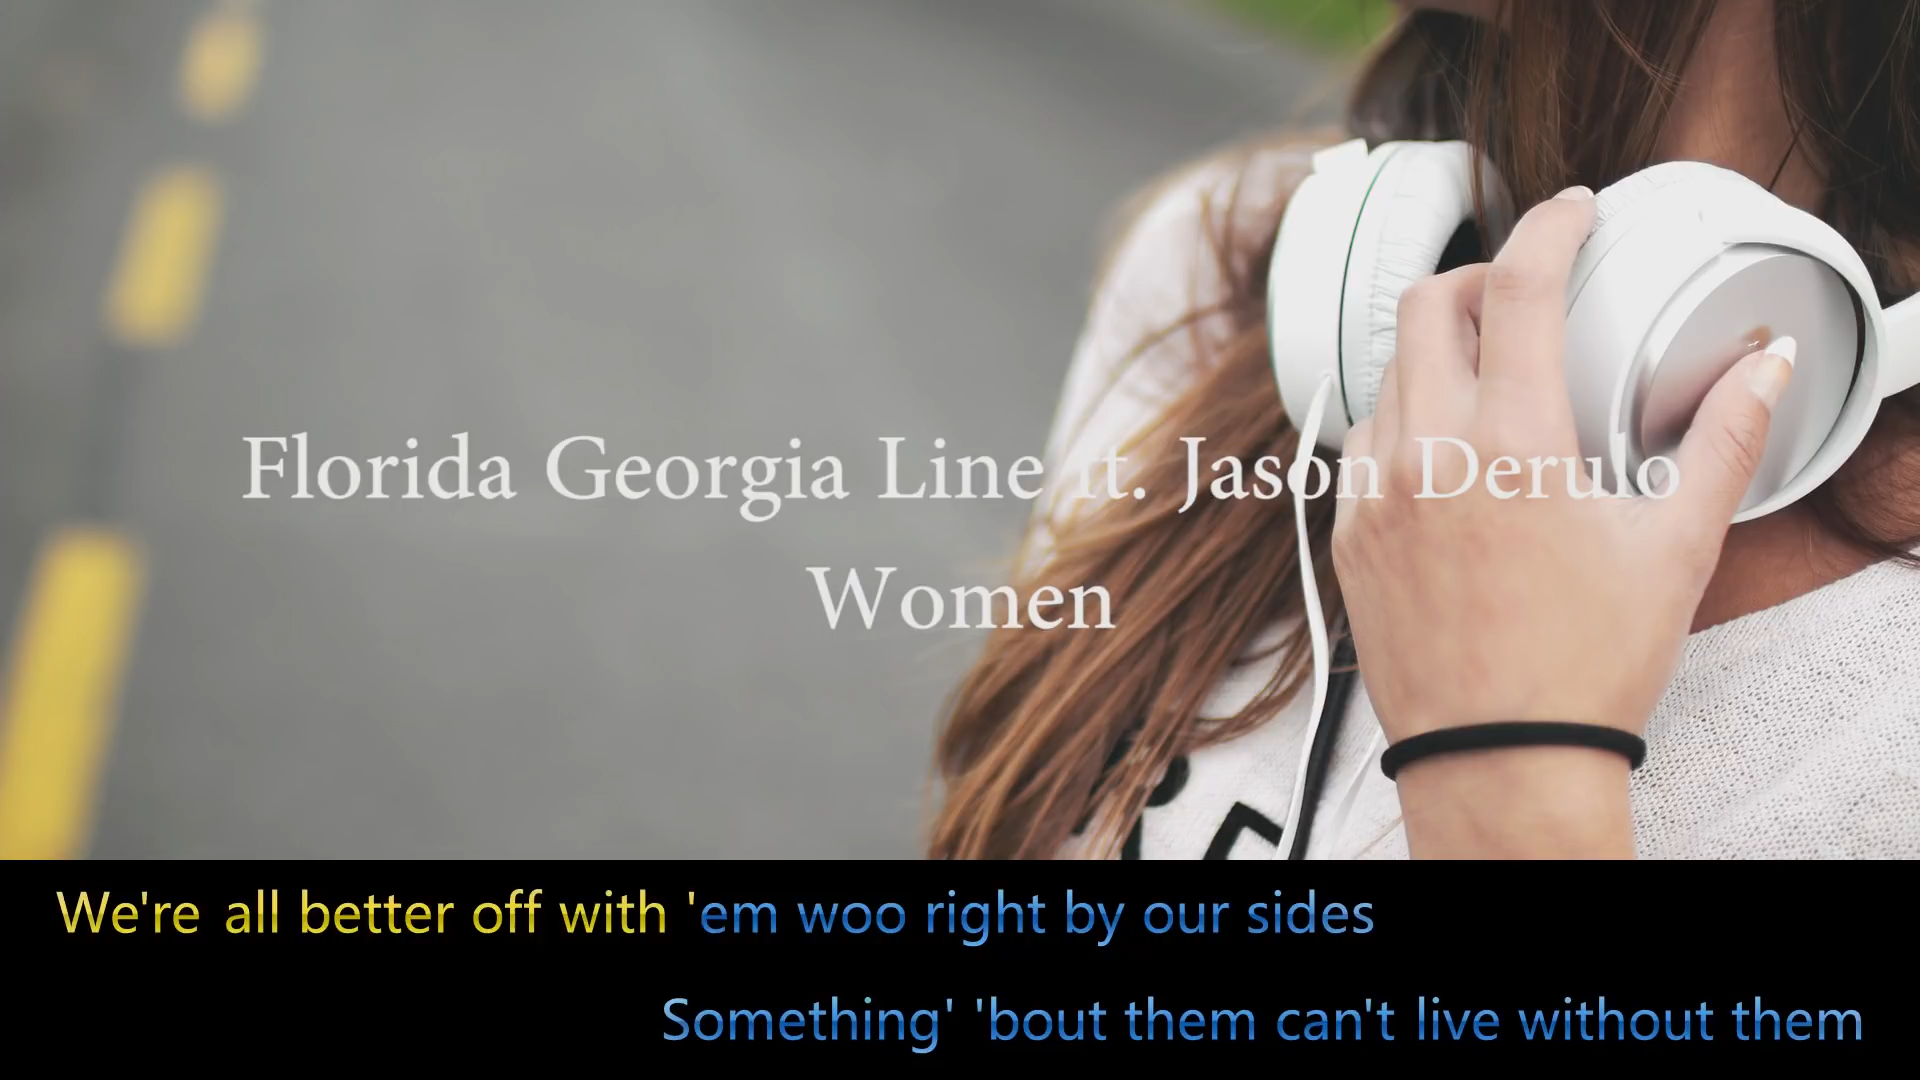 Florida Georgia Line ft. Jason Derulo
Women
We're all better off with 'em woo right by our sides
Something' 'bout them can't live without them